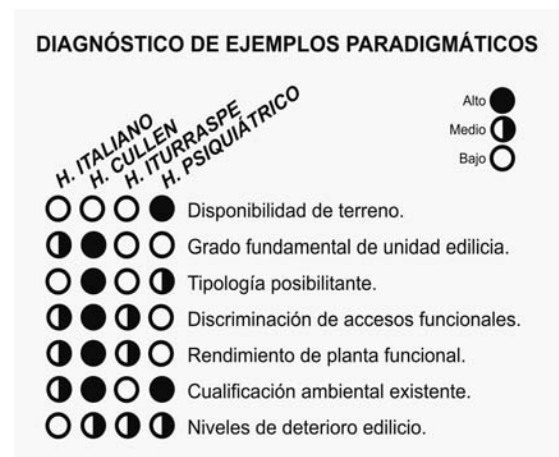 DIAGNÓSTICO DE EJEMPLOS PARADIGMÁTICOS
Alto
Medio
Bajo
H. ITALIANO
H. CULLEN
H. ITURRASPE
H. PSIQUIÁTRICO
Disponibilidad de terreno.
Grado fundamental de unidad edilicia.
Tipología posibilitante.
Discriminación de accesos funcionales.
Rendimiento de planta funcional.
Cualificación ambiental existente.
Niveles de deterioro edilicio.